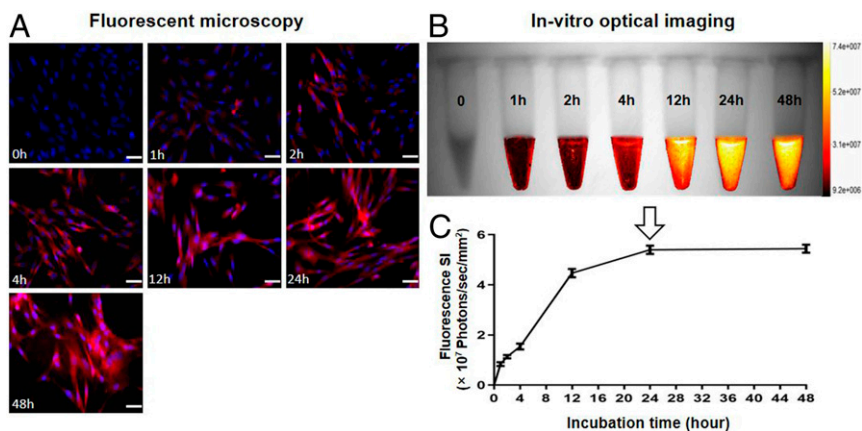 A Fluorescent microscopy
0h
1h
2h
4h
12h
24h
48h
B In-vitro optical imaging
0 1h 2h 4h 12h 24h 48h
7.4e+007
5.2e+007
3.1e+007
9.2e+006
C
Fluorescence SI
(× 10⁷ Photons/sec/mm²)
6
4
2
0
0 4 8 12 16 20 24 28 32 36 40 44 48
Incubation time (hour)